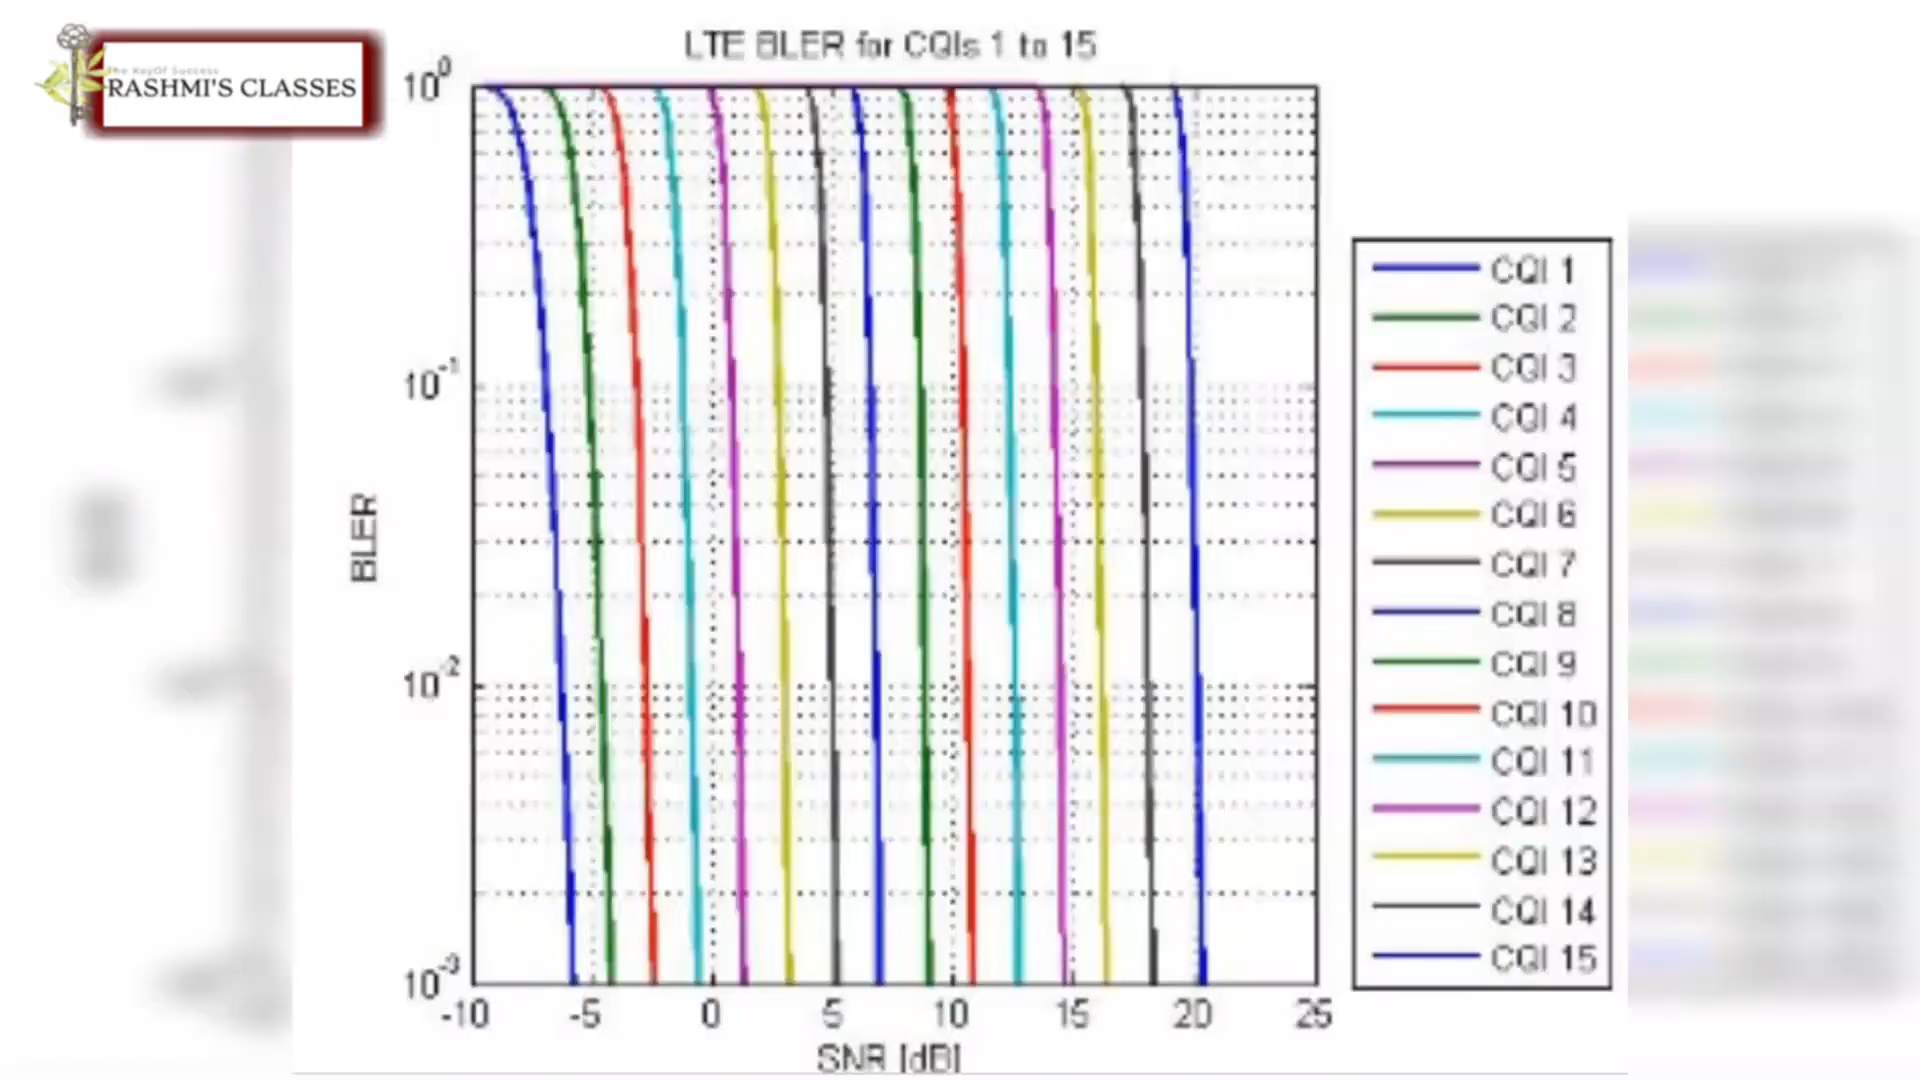 The KeyOf Success
RASHMI'S CLASSES
LTE BLER for CQIs 1 to 15
10^0
10^-1
10^-2
10^-3
BLER
-10 -5 0 5 10 15 20 25
SNR [dB]
CQI 1
CQI 2
CQI 3
CQI 4
CQI 5
CQI 6
CQI 7
CQI 8
CQI 9
CQI 10
CQI 11
CQI 12
CQI 13
CQI 14
CQI 15